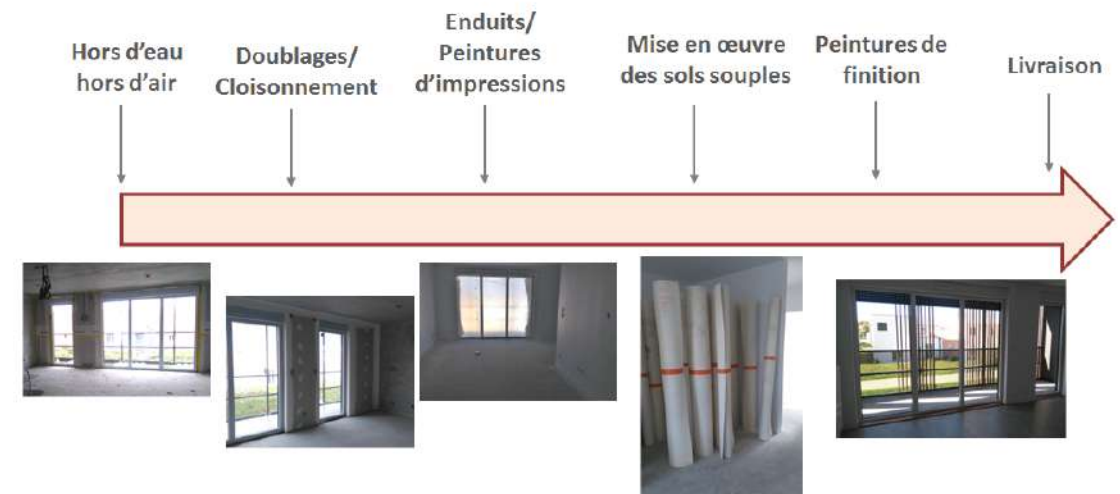 Hors d'eau
hors d'air
Doublages/
Cloisonnement
Enduits/
Peintures
d'impressions
Mise en œuvre
des sols souples
Peintures de
finition
Livraison